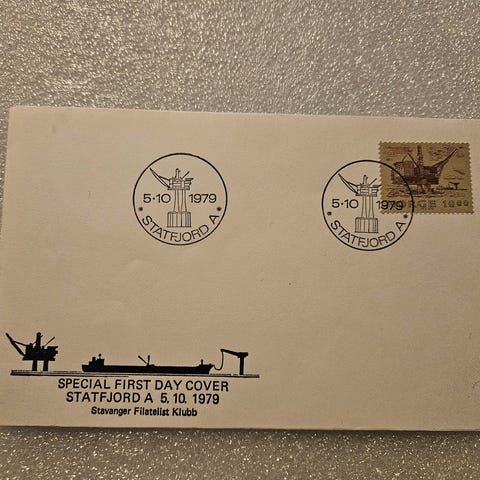 5·10 1979
* STATFJORD A *
5·10 1979
* STATFJORD A *
NORGE 10 00
SPECIAL FIRST DAY COVER
STATFJORD A 5, 10. 1979
Stavanger Filatelist Klubb